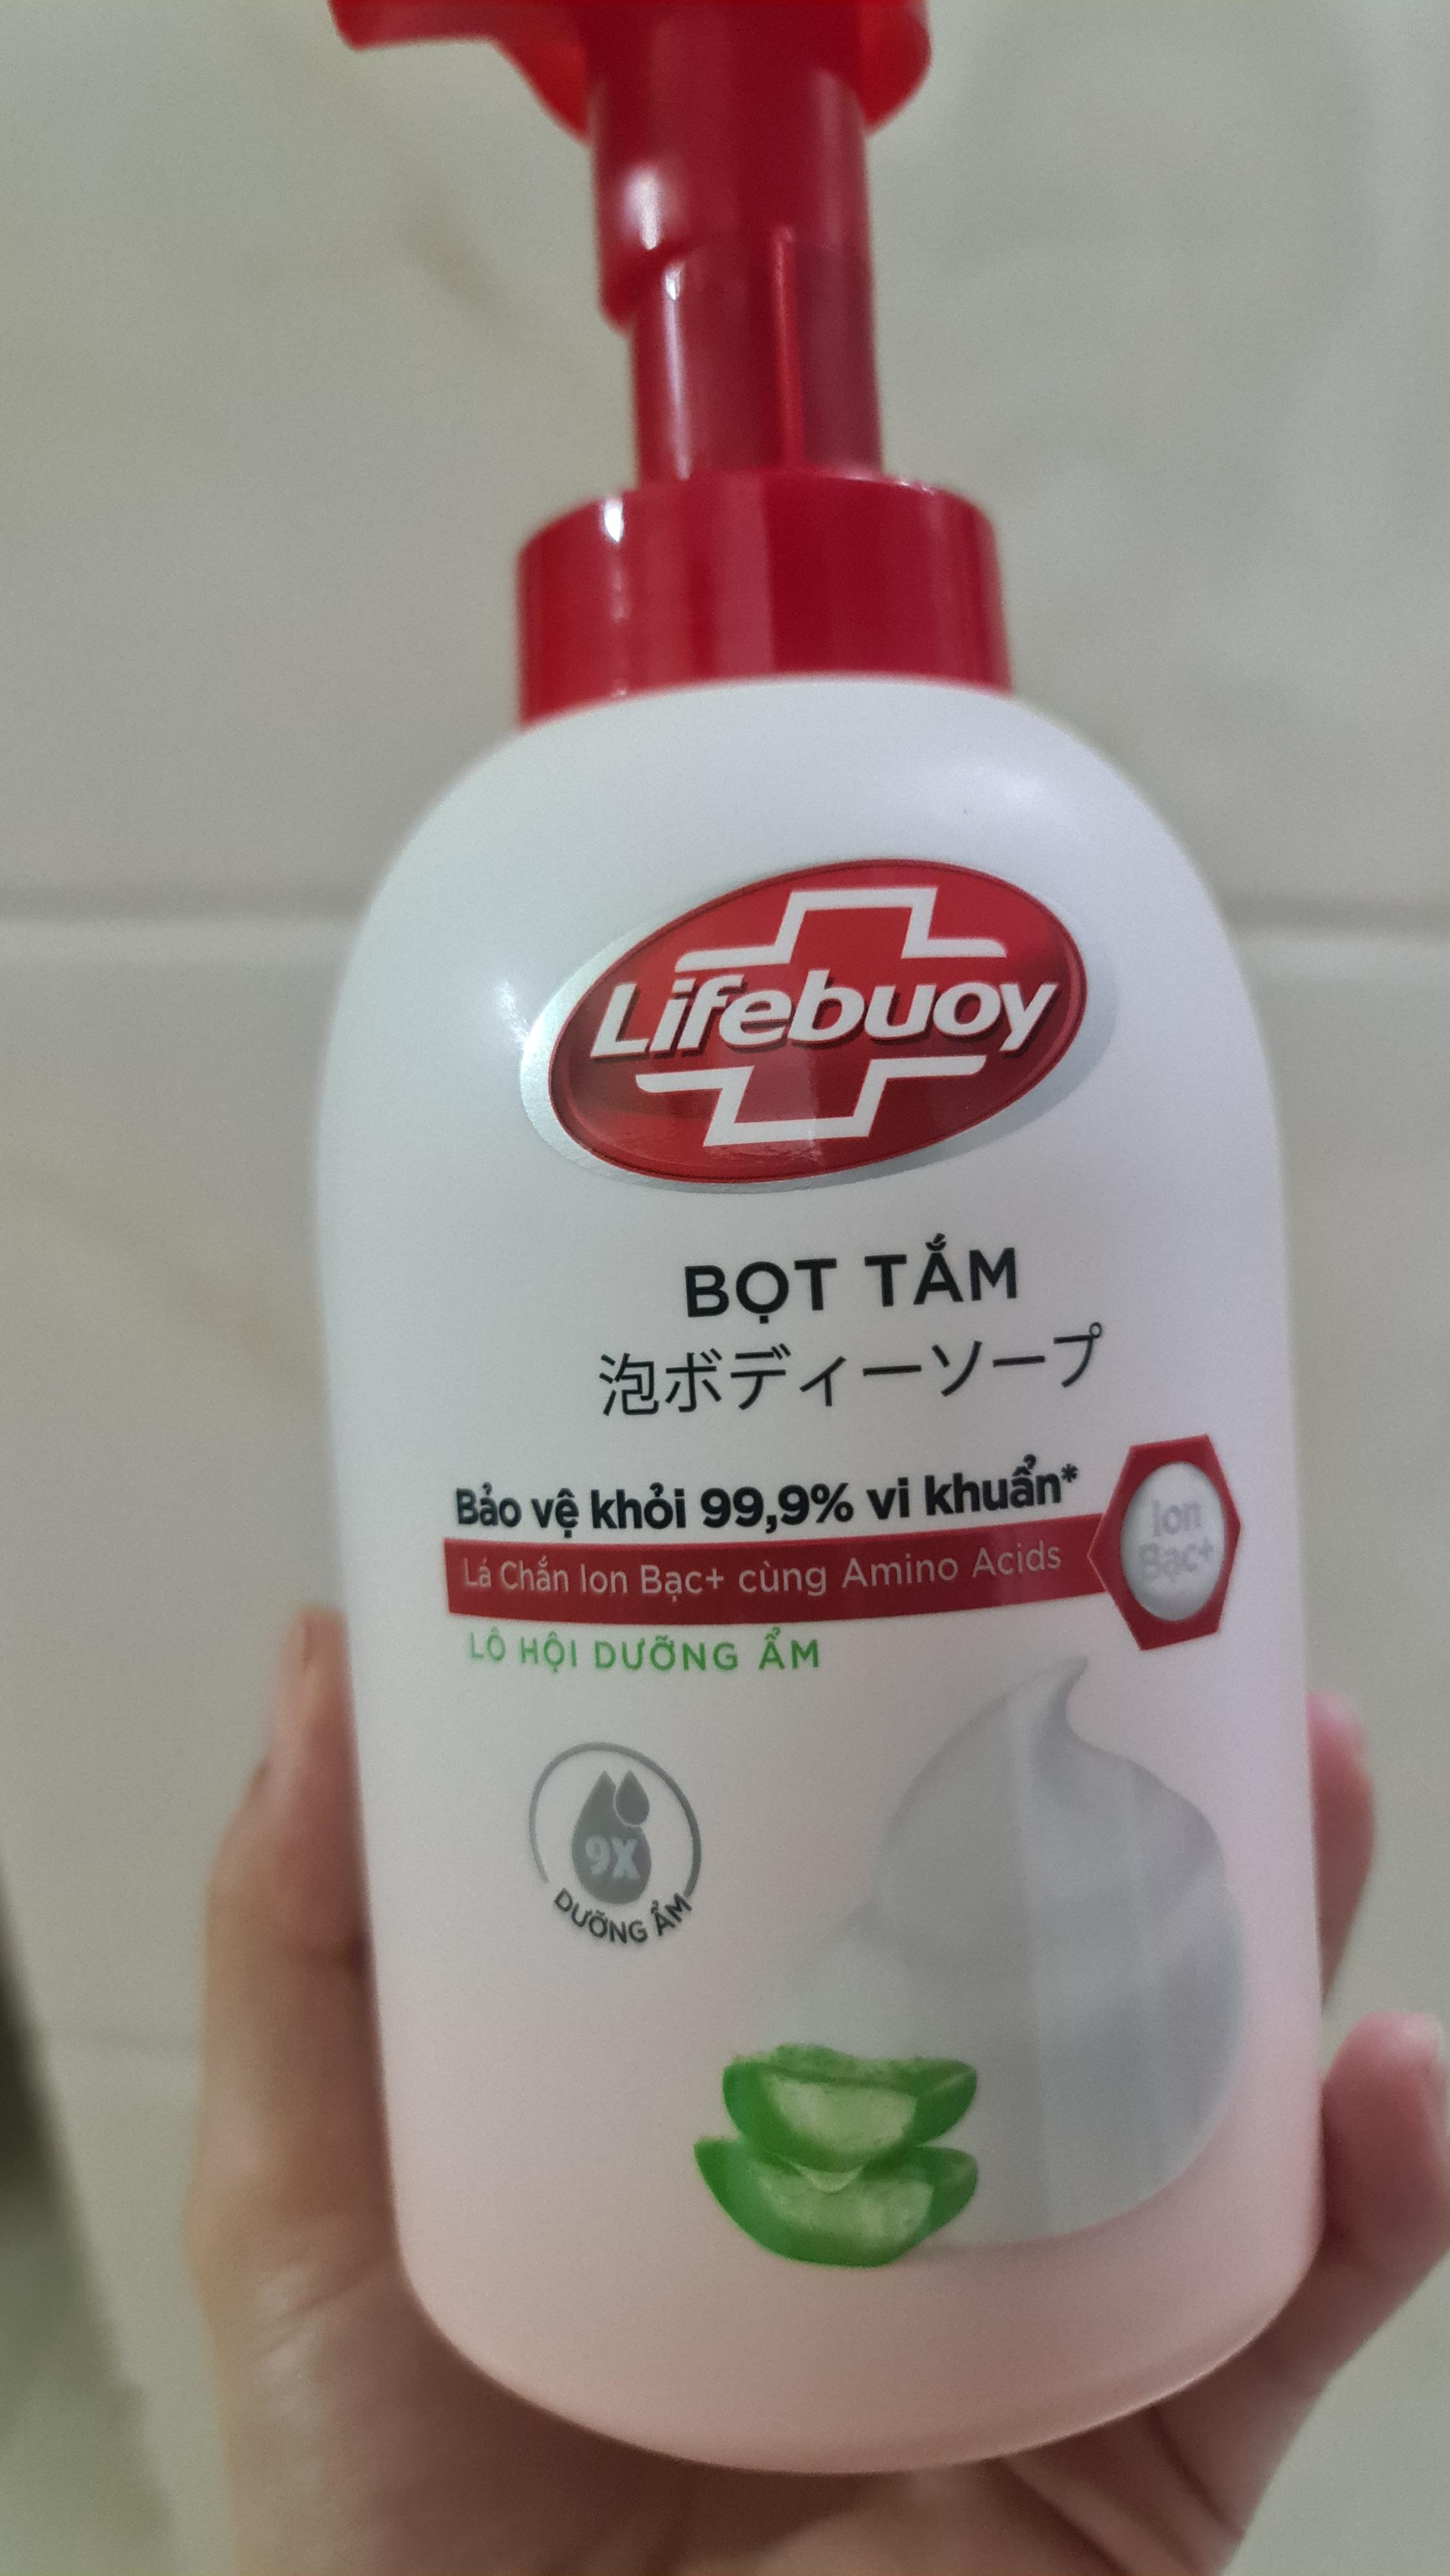 Lifebuoy
BỌT TẮM
泡ボディーソープ
Bảo vệ khỏi 99,9% vi khuẩn*
Lá Chắn Ion Bạc+ cùng Amino Acids
Ion
Bạc+
LÔ HỘI DƯỠNG ẨM
9X
DƯỠNG ẨM